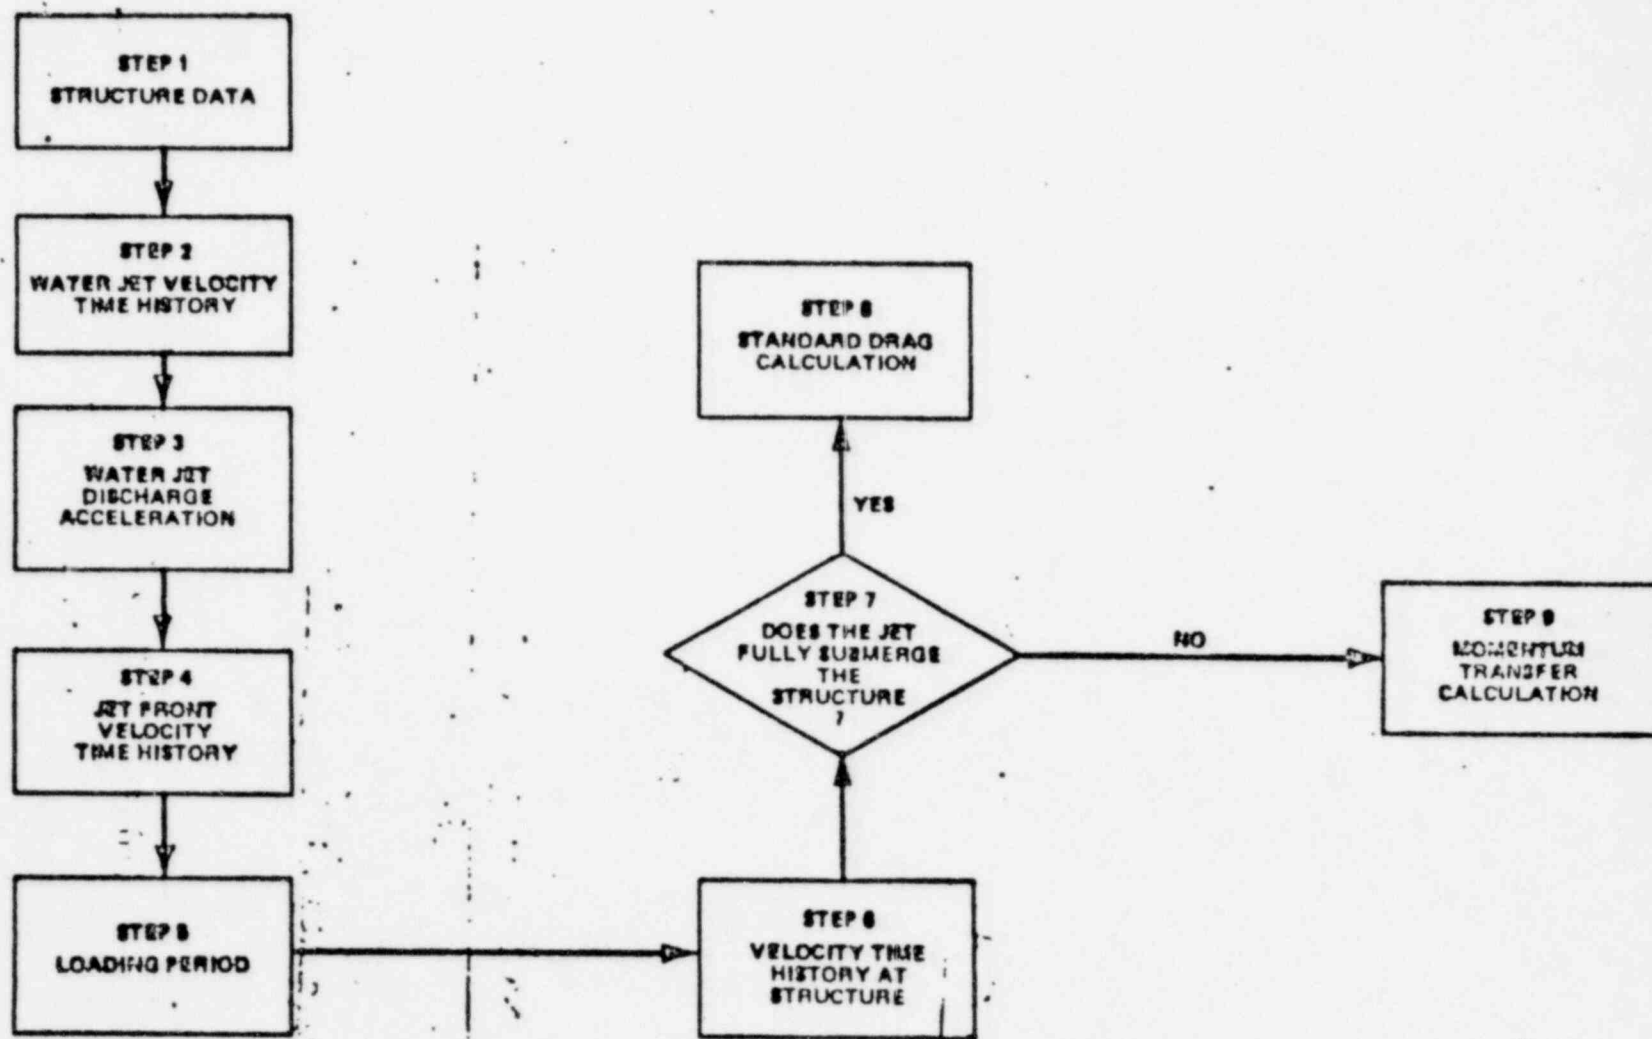 STEP 1
STRUCTURE DATA
STEP 2
WATER JET VELOCITY
TIME HISTORY
STEP 3
WATER JET
DISCHARGE
ACCELERATION
STEP 4
JET FRONT
VELOCITY
TIME HISTORY
STEP 5
LOADING PERIOD
STEP 6
VELOCITY TIME
HISTORY AT
STRUCTURE
STEP 7
DOES THE JET
FULLY SUBMERGE
THE
STRUCTURE
?
YES
STEP 8
STANDARD DRAG
CALCULATION
NO
STEP 9
MOMENTUM
TRANSFER
CALCULATION